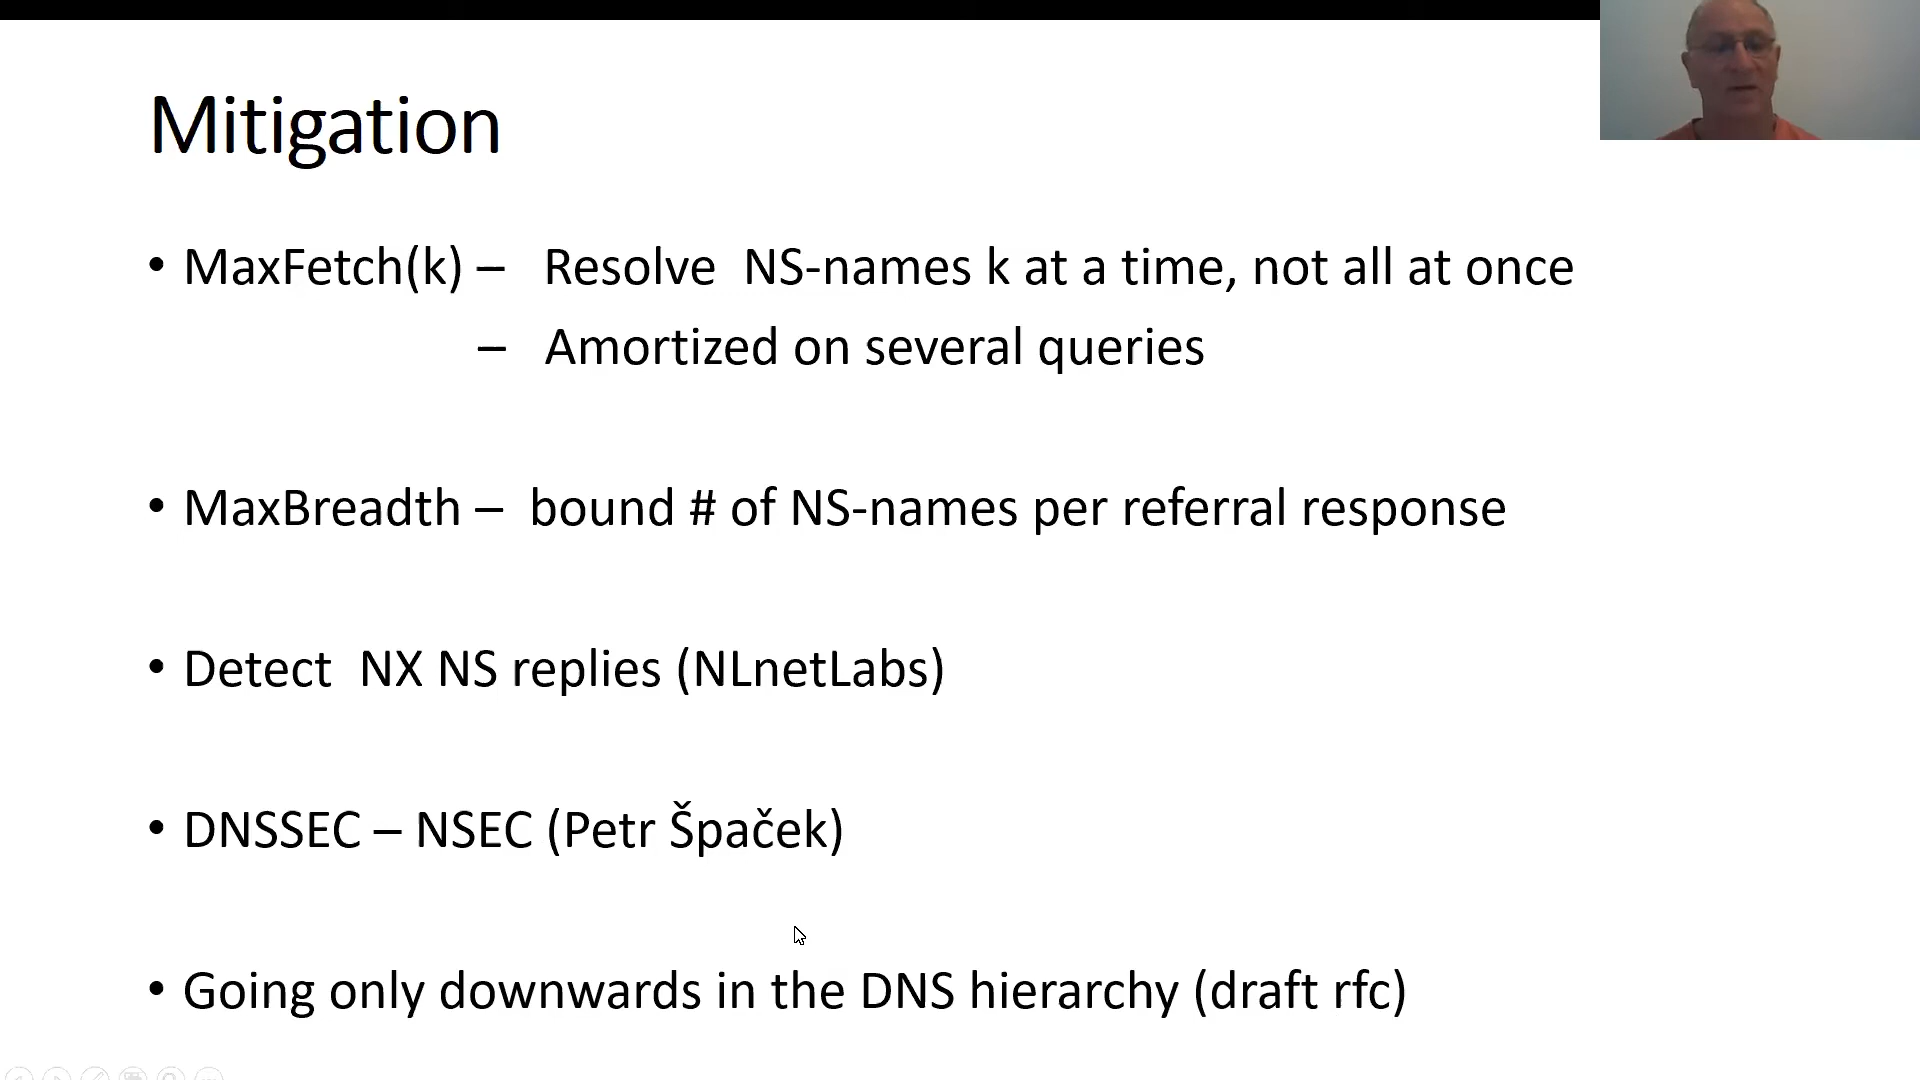 Mitigation
• MaxFetch(k) – Resolve NS-names k at a time, not all at once
– Amortized on several queries
• MaxBreadth – bound # of NS-names per referral response
• Detect NX NS replies (NLnetLabs)
• DNSSEC – NSEC (Petr Špaček)
• Going only downwards in the DNS hierarchy (draft rfc)